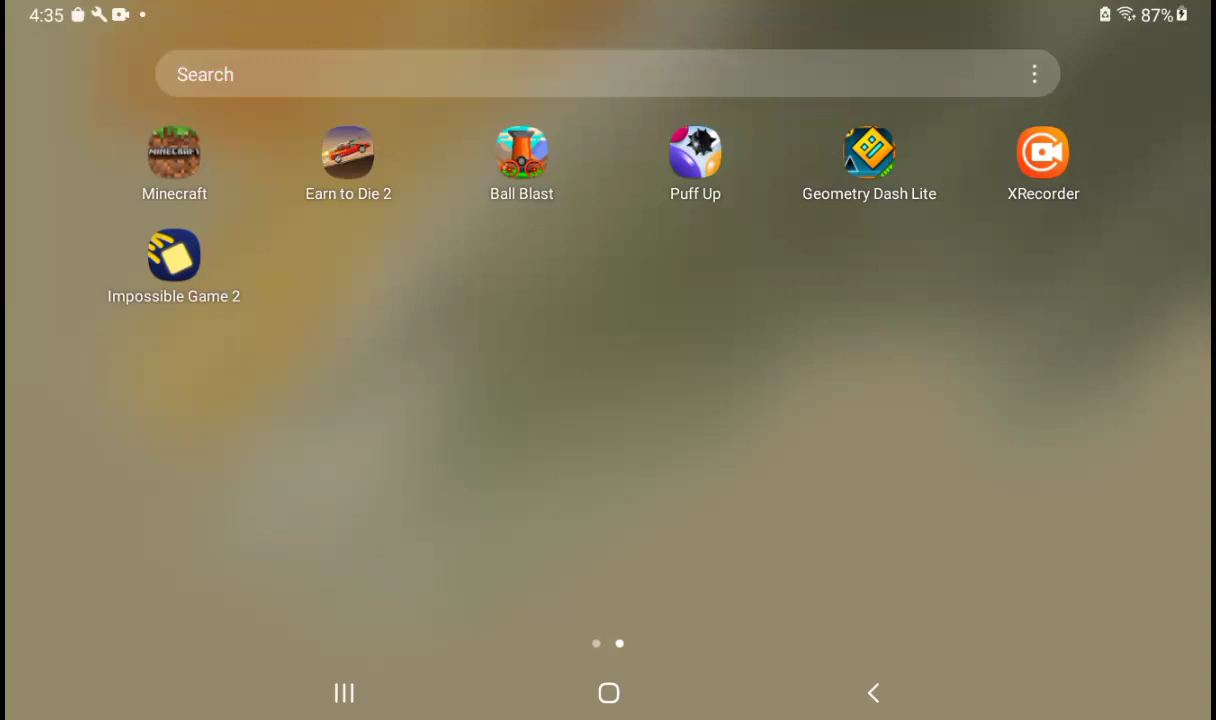 4:35
87%
Search
MINECRAFT
Minecraft
Earn to Die 2
Ball Blast
Puff Up
Geometry Dash Lite
XRecorder
Impossible Game 2